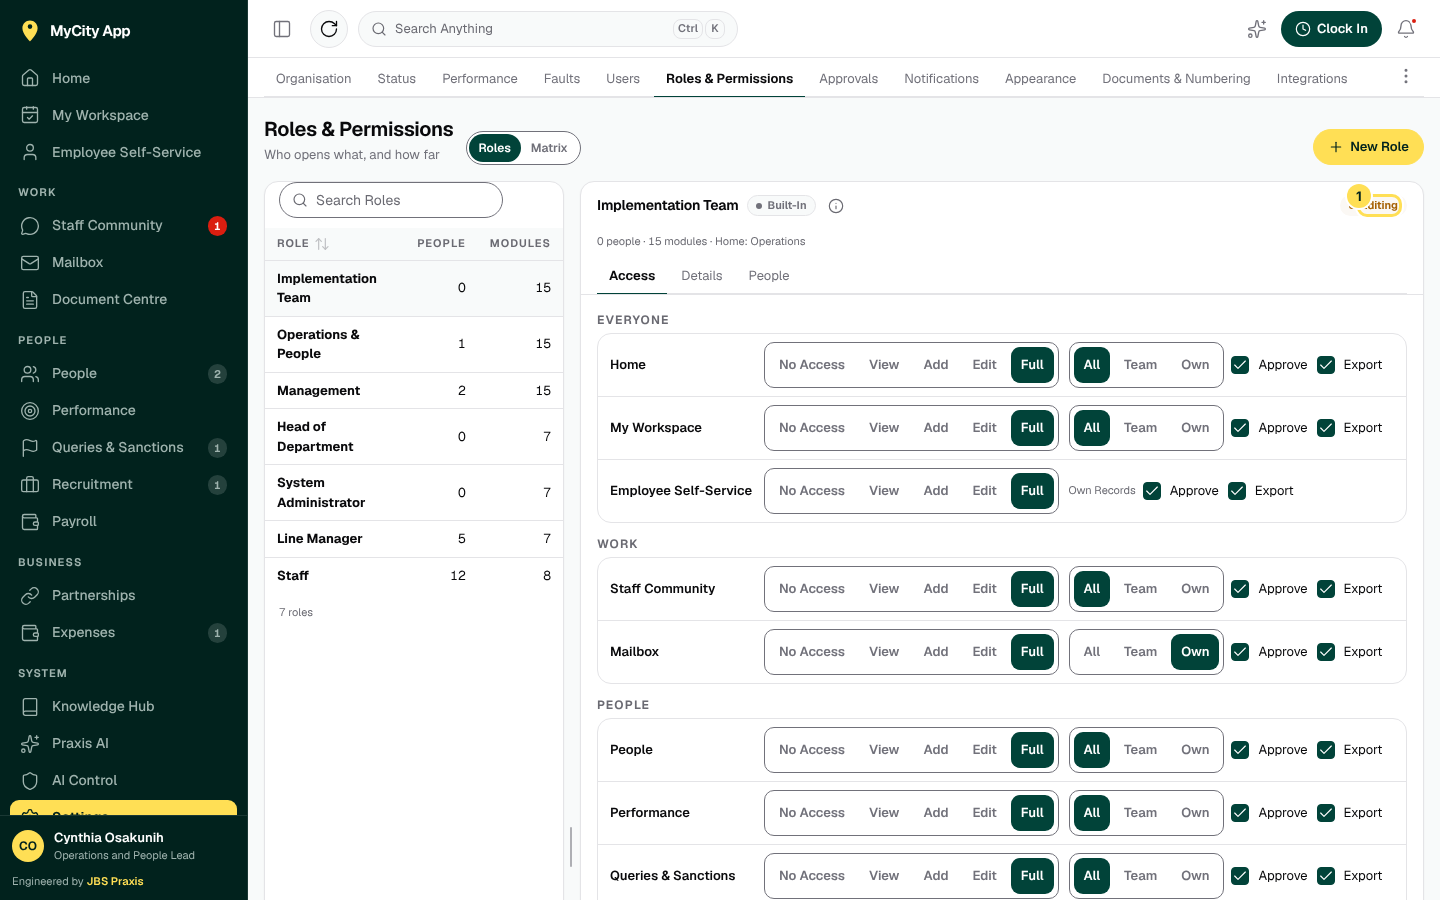 MyCity App
Home
My Workspace
Employee Self-Service
WORK
Staff Community 1
Mailbox
Document Centre
PEOPLE
People 2
Performance
Queries & Sanctions 1
Recruitment 1
Payroll
BUSINESS
Partnerships
Expenses 1
SYSTEM
Knowledge Hub
Praxis AI
AI Control
CO
Cynthia Osakunih
Operations and People Lead
Engineered by JBS Praxis
Search Anything Ctrl K
Clock In
Organisation Status Performance Faults Users Roles & Permissions Approvals Notifications Appearance Documents & Numbering Integrations
Roles & Permissions
Who opens what, and how far
Roles Matrix
New Role
Search Roles
ROLE PEOPLE MODULES
Implementation Team 0 15
Operations & People 1 15
Management 2 15
Head of Department 0 7
System Administrator 0 7
Line Manager 5 7
Staff 12 8
7 roles
Implementation Team Built-In
1
0 people · 15 modules · Home: Operations
Access Details People
EVERYONE
Home No Access View Add Edit Full All Team Own Approve Export
My Workspace No Access View Add Edit Full All Team Own Approve Export
Employee Self-Service No Access View Add Edit Full Own Records Approve Export
WORK
Staff Community No Access View Add Edit Full All Team Own Approve Export
Mailbox No Access View Add Edit Full All Team Own Approve Export
PEOPLE
People No Access View Add Edit Full All Team Own Approve Export
Performance No Access View Add Edit Full All Team Own Approve Export
Queries & Sanctions No Access View Add Edit Full All Team Own Approve Export